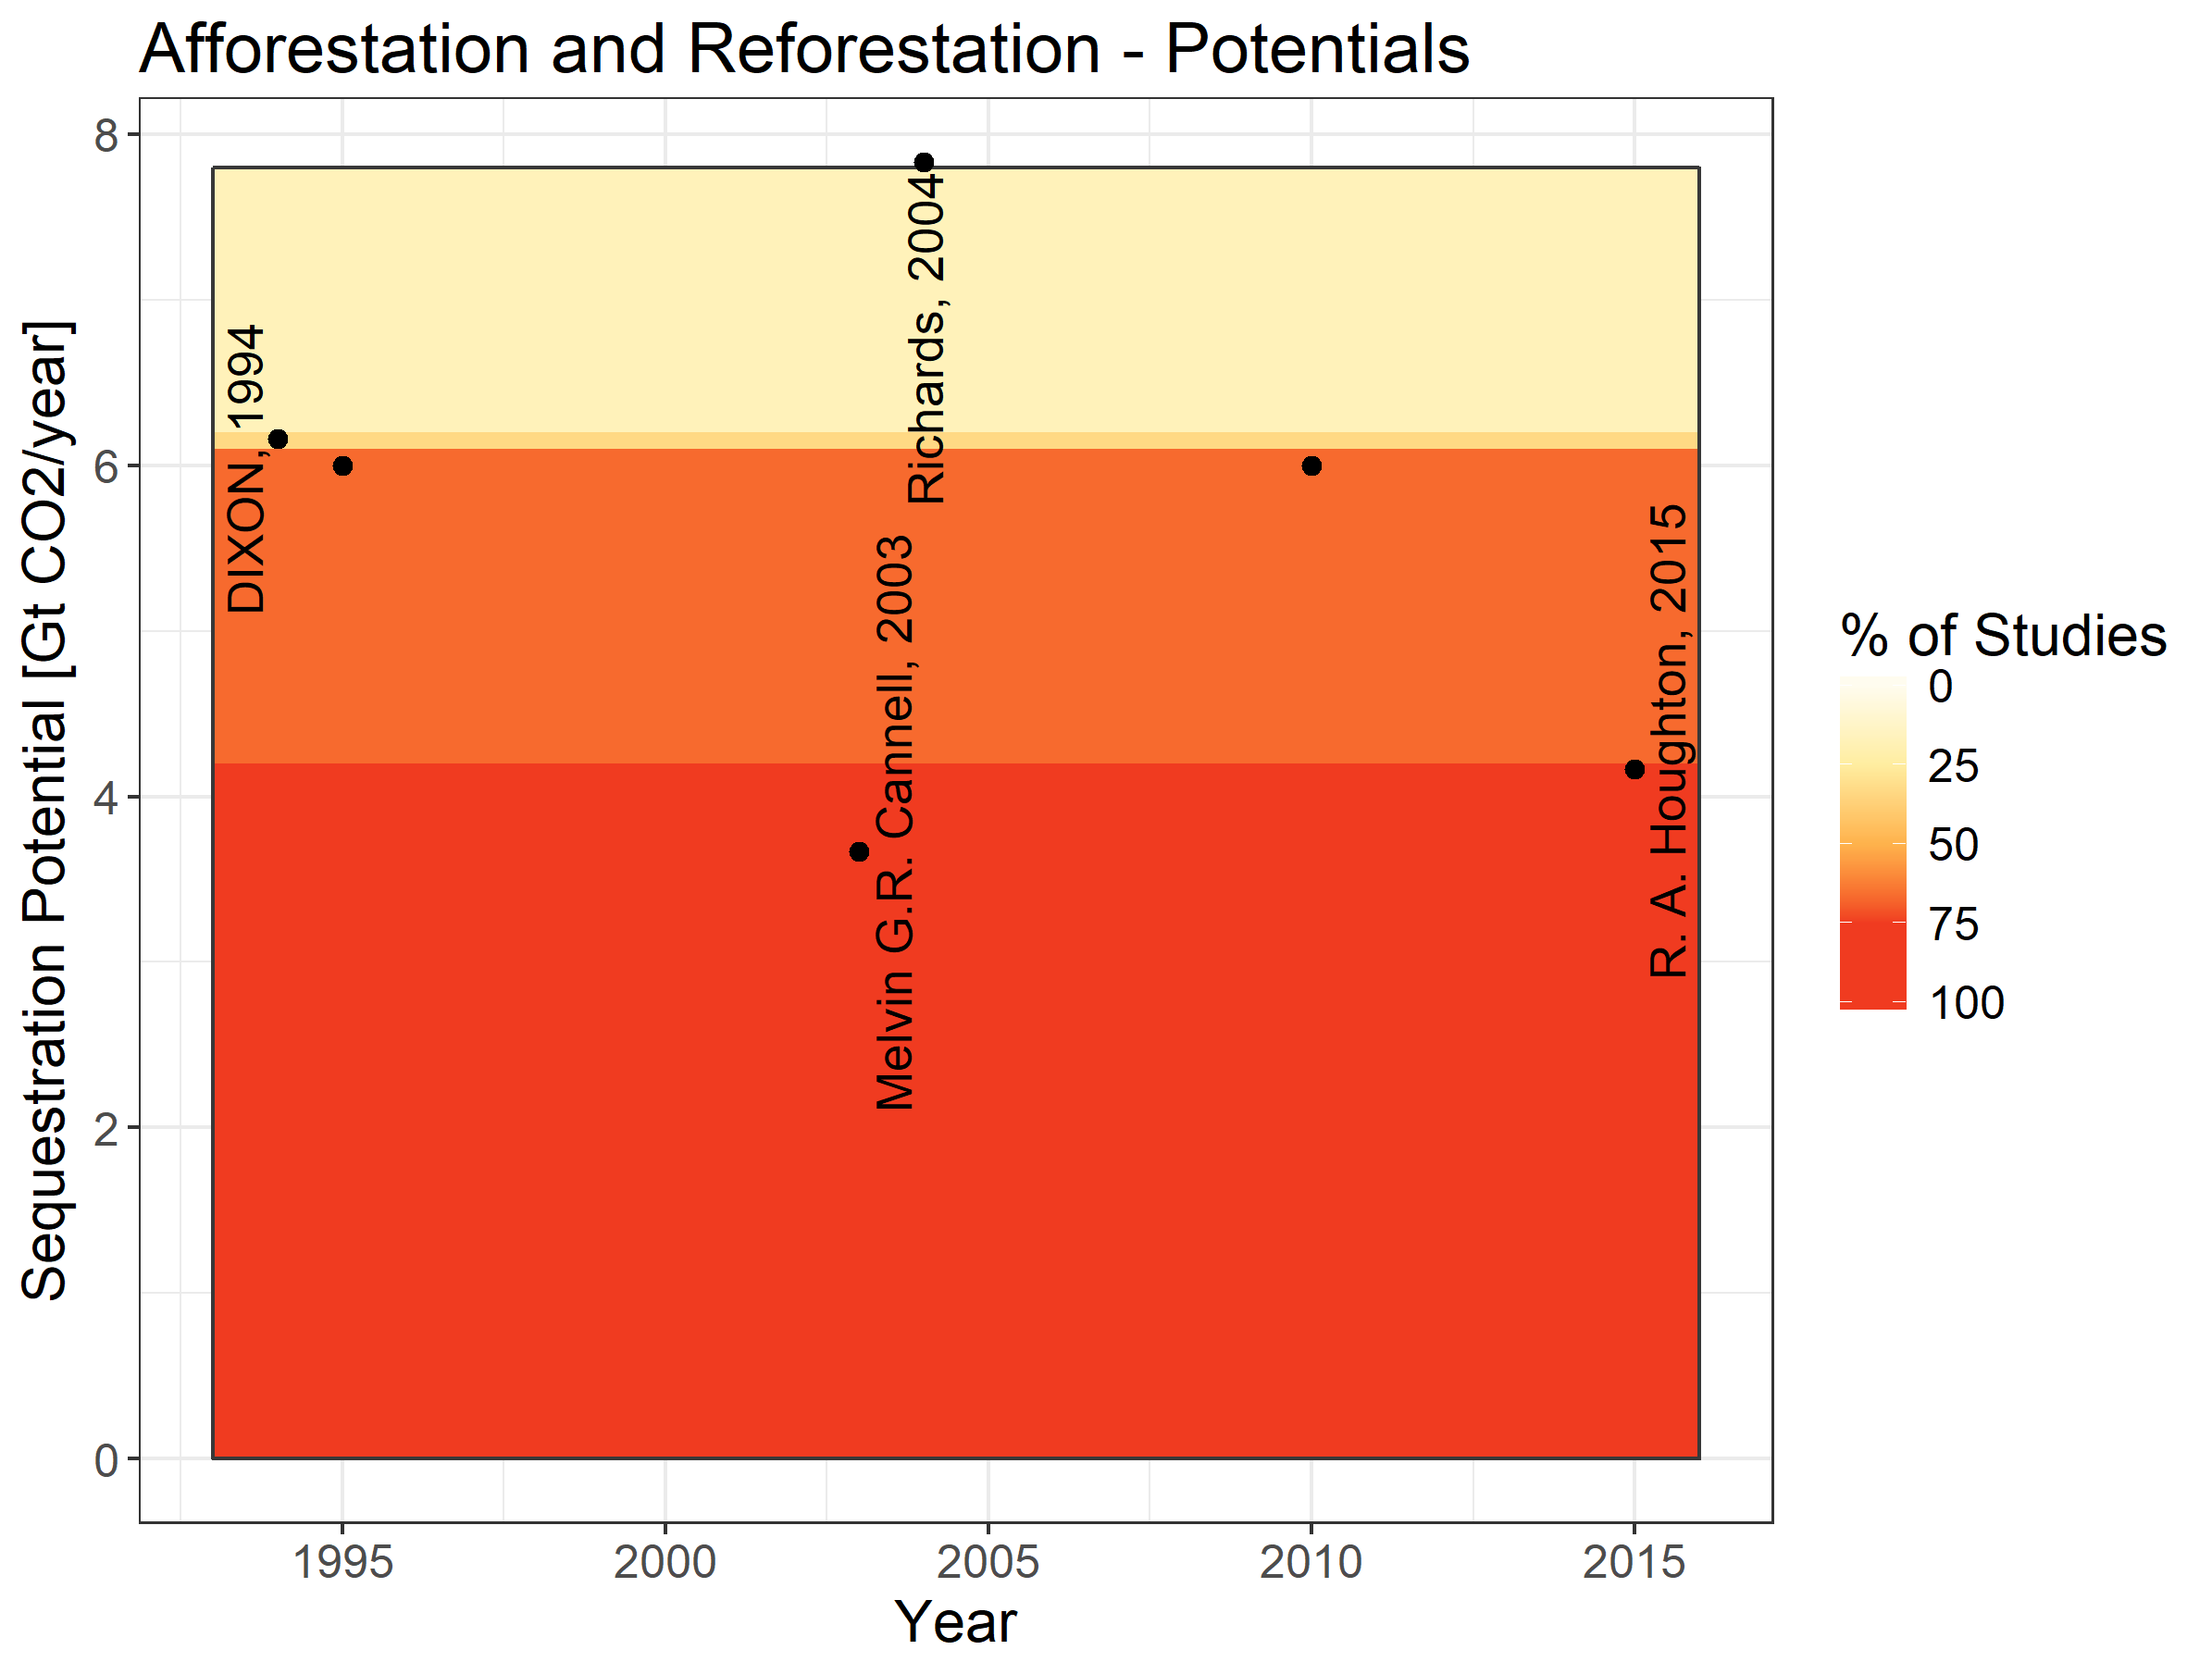 Afforestation and Reforestation - Potentials
Sequestration Potential [Gt CO2/year]
8
6
4
2
0
DIXON, 1994
Richards, 2004
Melvin G.R. Cannell, 2003
R. A. Houghton, 2015
1995
2000
2005
2010
2015
Year
% of Studies
0
25
50
75
100